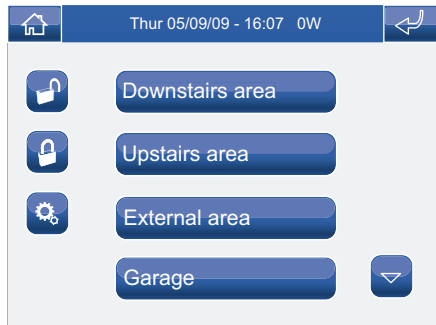 Thur 05/09/09 - 16:07 0W
Downstairs area
Upstairs area
External area
Garage